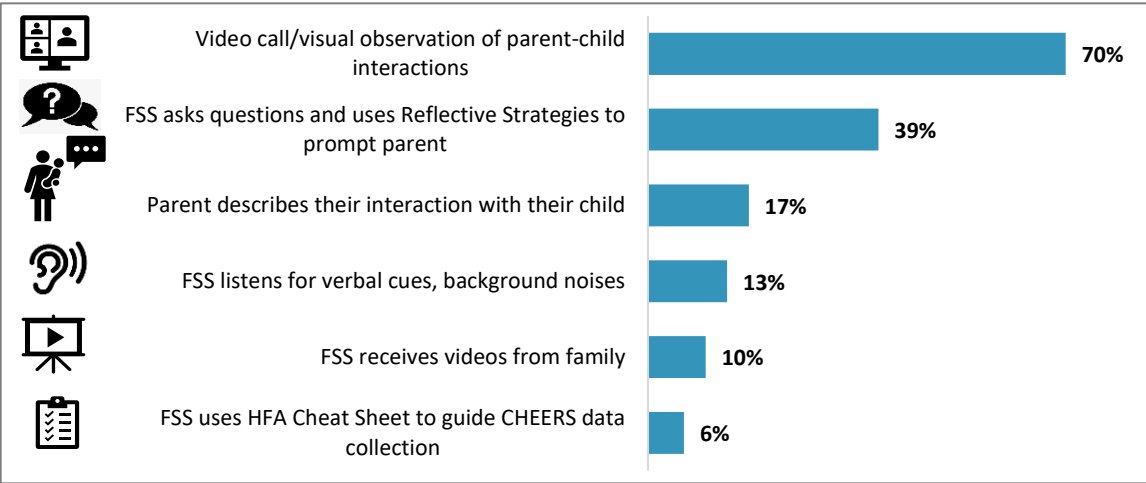 Video call/visual observation of parent-child
interactions
70%
FSS asks questions and uses Reflective Strategies to
prompt parent
39%
Parent describes their interaction with their child
17%
FSS listens for verbal cues, background noises
13%
FSS receives videos from family
10%
FSS uses HFA Cheat Sheet to guide CHEERS data
collection
6%